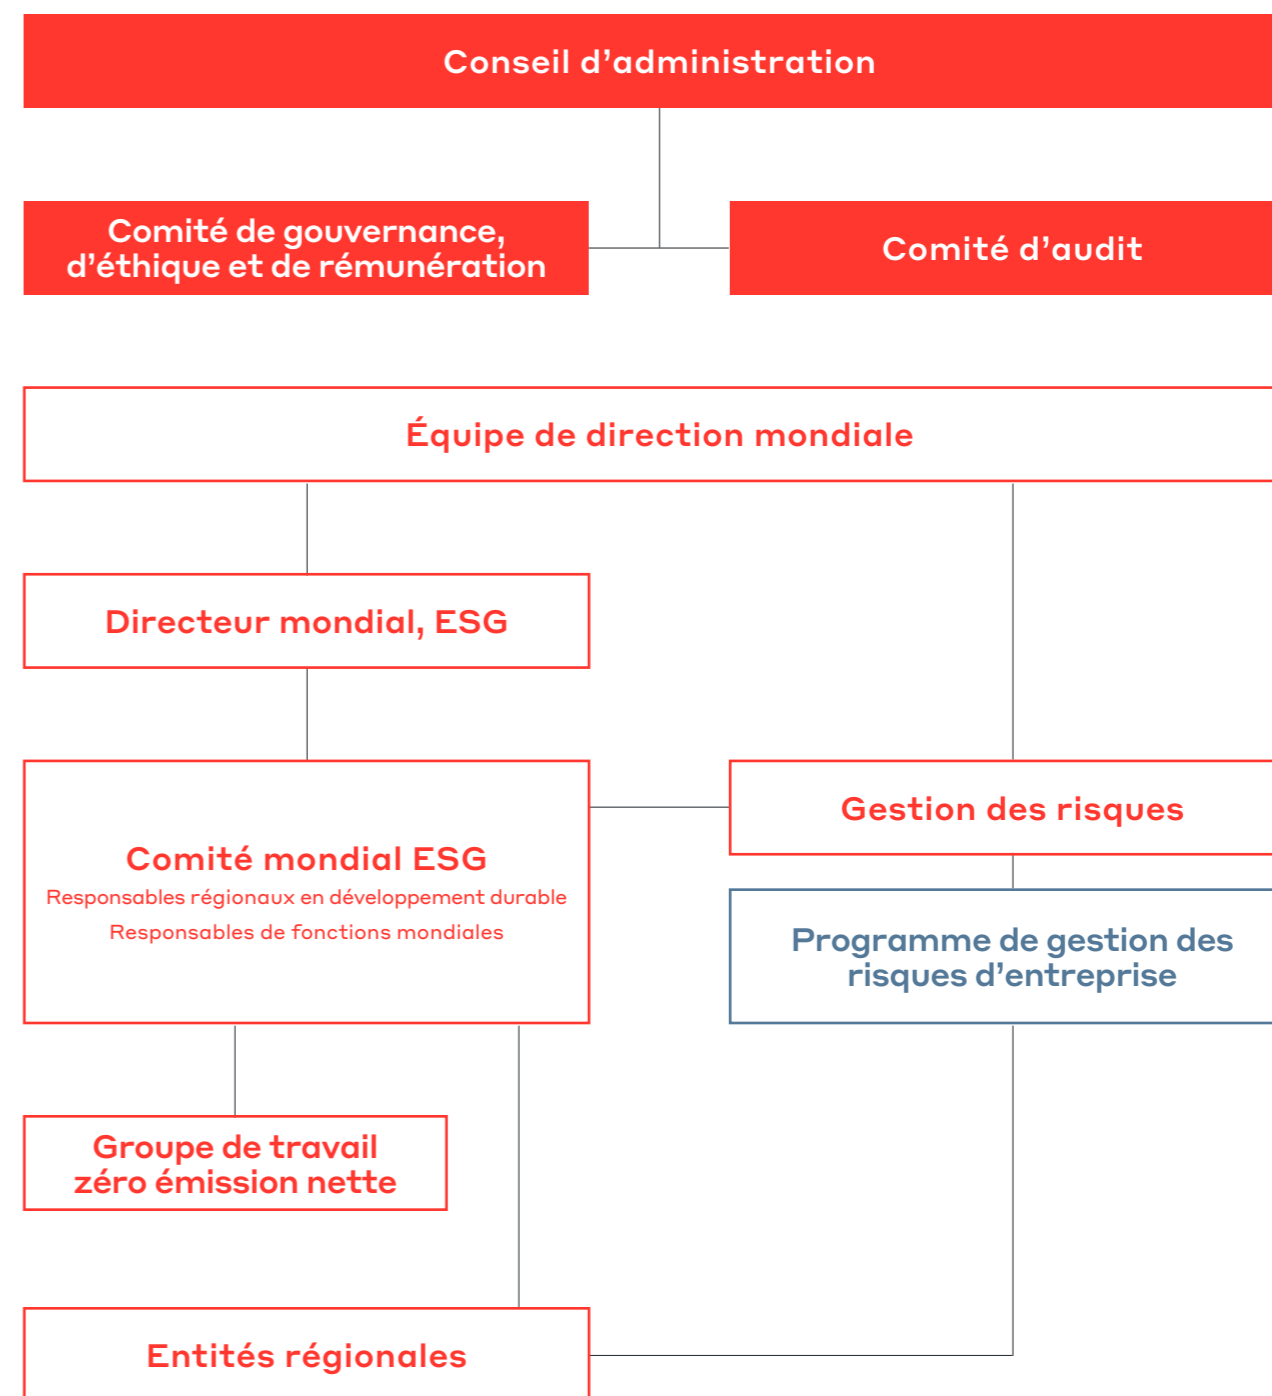 Conseil d’administration
Comité de gouvernance,
d’éthique et de rémunération
Comité d’audit
Équipe de direction mondiale
Directeur mondial, ESG
Comité mondial ESG
Responsables régionaux en développement durable
Responsables de fonctions mondiales
Gestion des risques
Programme de gestion des
risques d’entreprise
Groupe de travail
zéro émission nette
Entités régionales